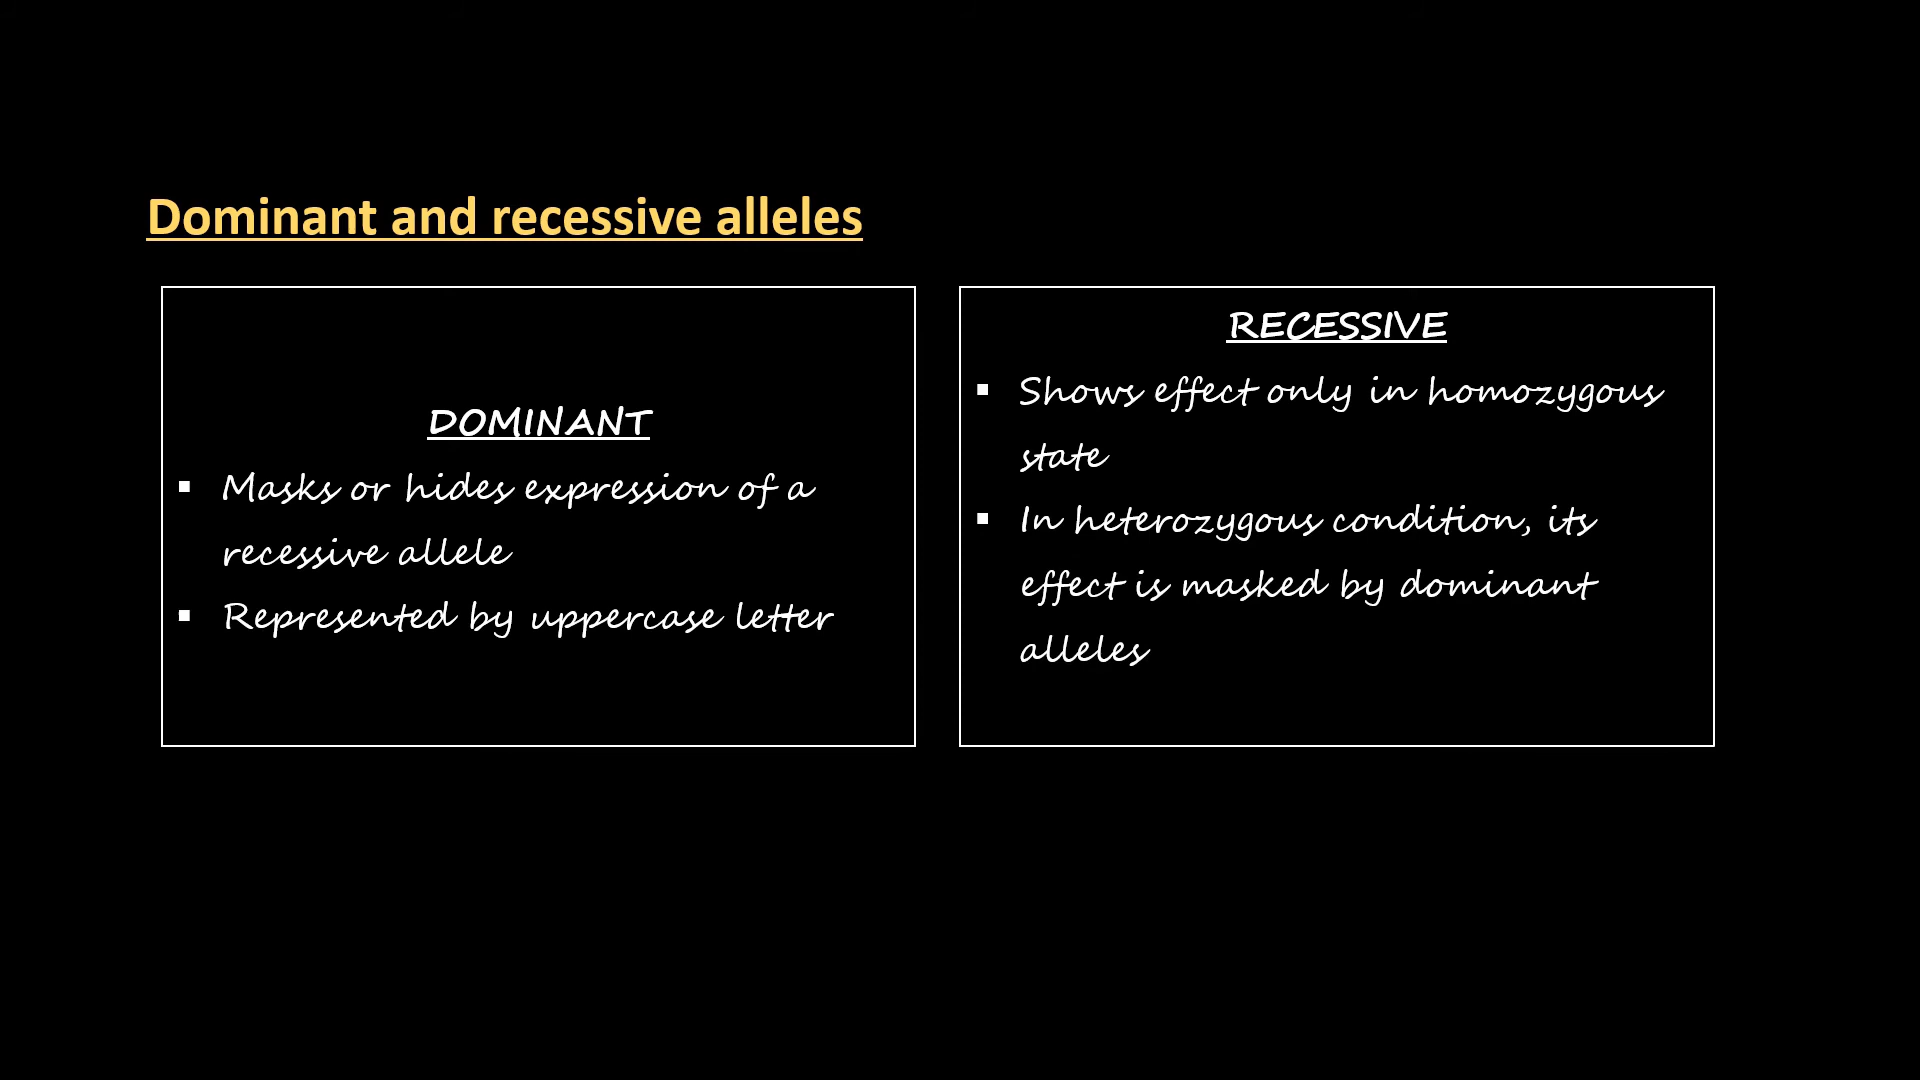 Dominant and recessive alleles
DOMINANT
▪ Masks or hides expression of a
recessive allele
▪ Represented by uppercase letter
RECESSIVE
▪ Shows effect only in homozygous
state
▪ In heterozygous condition, its
effect is masked by dominant
alleles